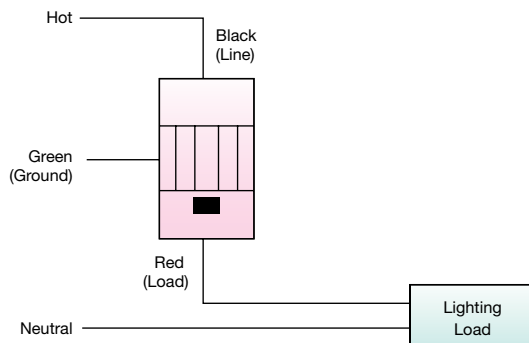 Hot
Black
(Line)
Green
(Ground)
Red
(Load)
Neutral
Lighting
Load